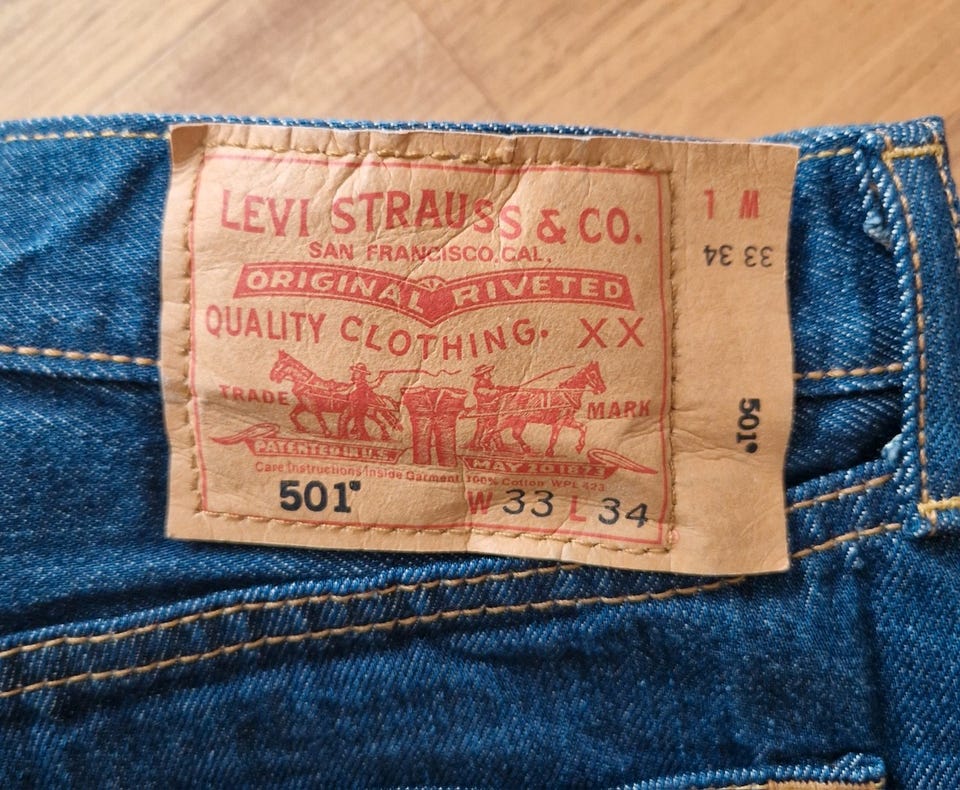 LEVI STRAUSS & CO.
SAN FRANCISCO, CAL.
ORIGINAL RIVETED
QUALITY CLOTHING. XX
TRADE MARK
PATENTED IN U.S. MAY 20 1873
Care Instructions Inside Garment 100% Cotton WPL 423
501®
W 33 L 34
®
L W
33 34
501®